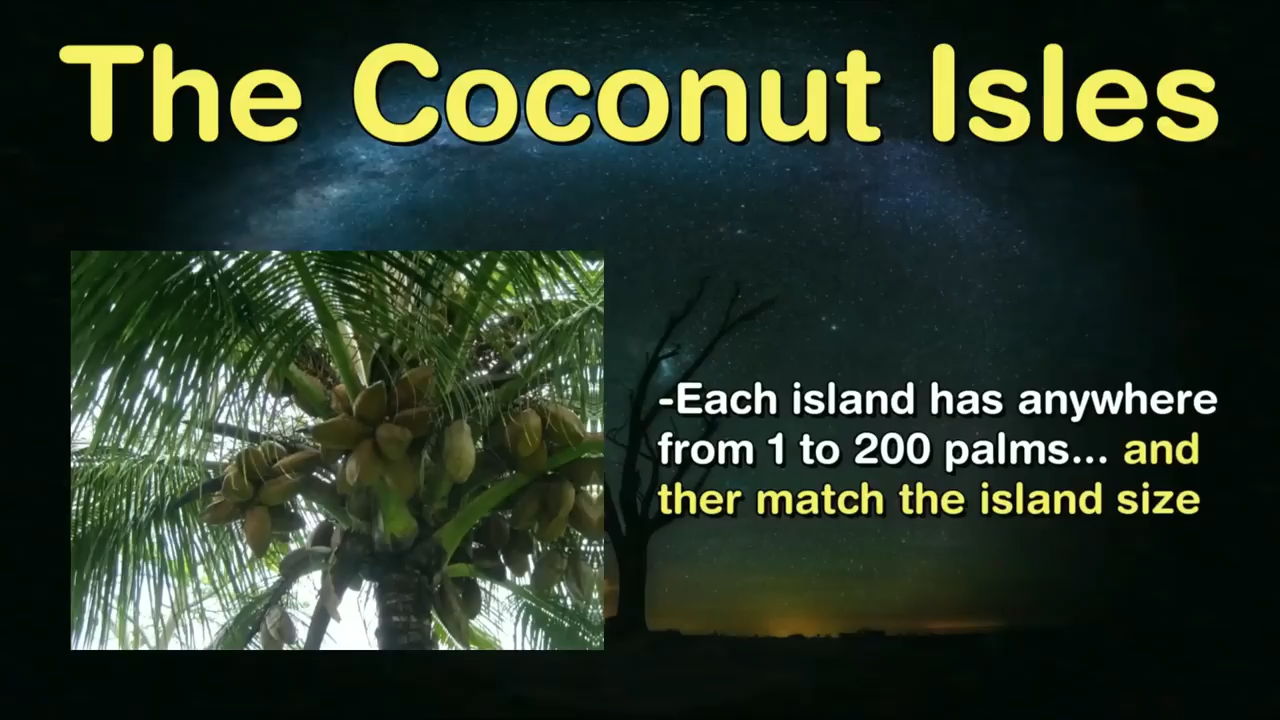 The Coconut Isles
-Each island has anywhere
from 1 to 200 palms... and
ther match the island size